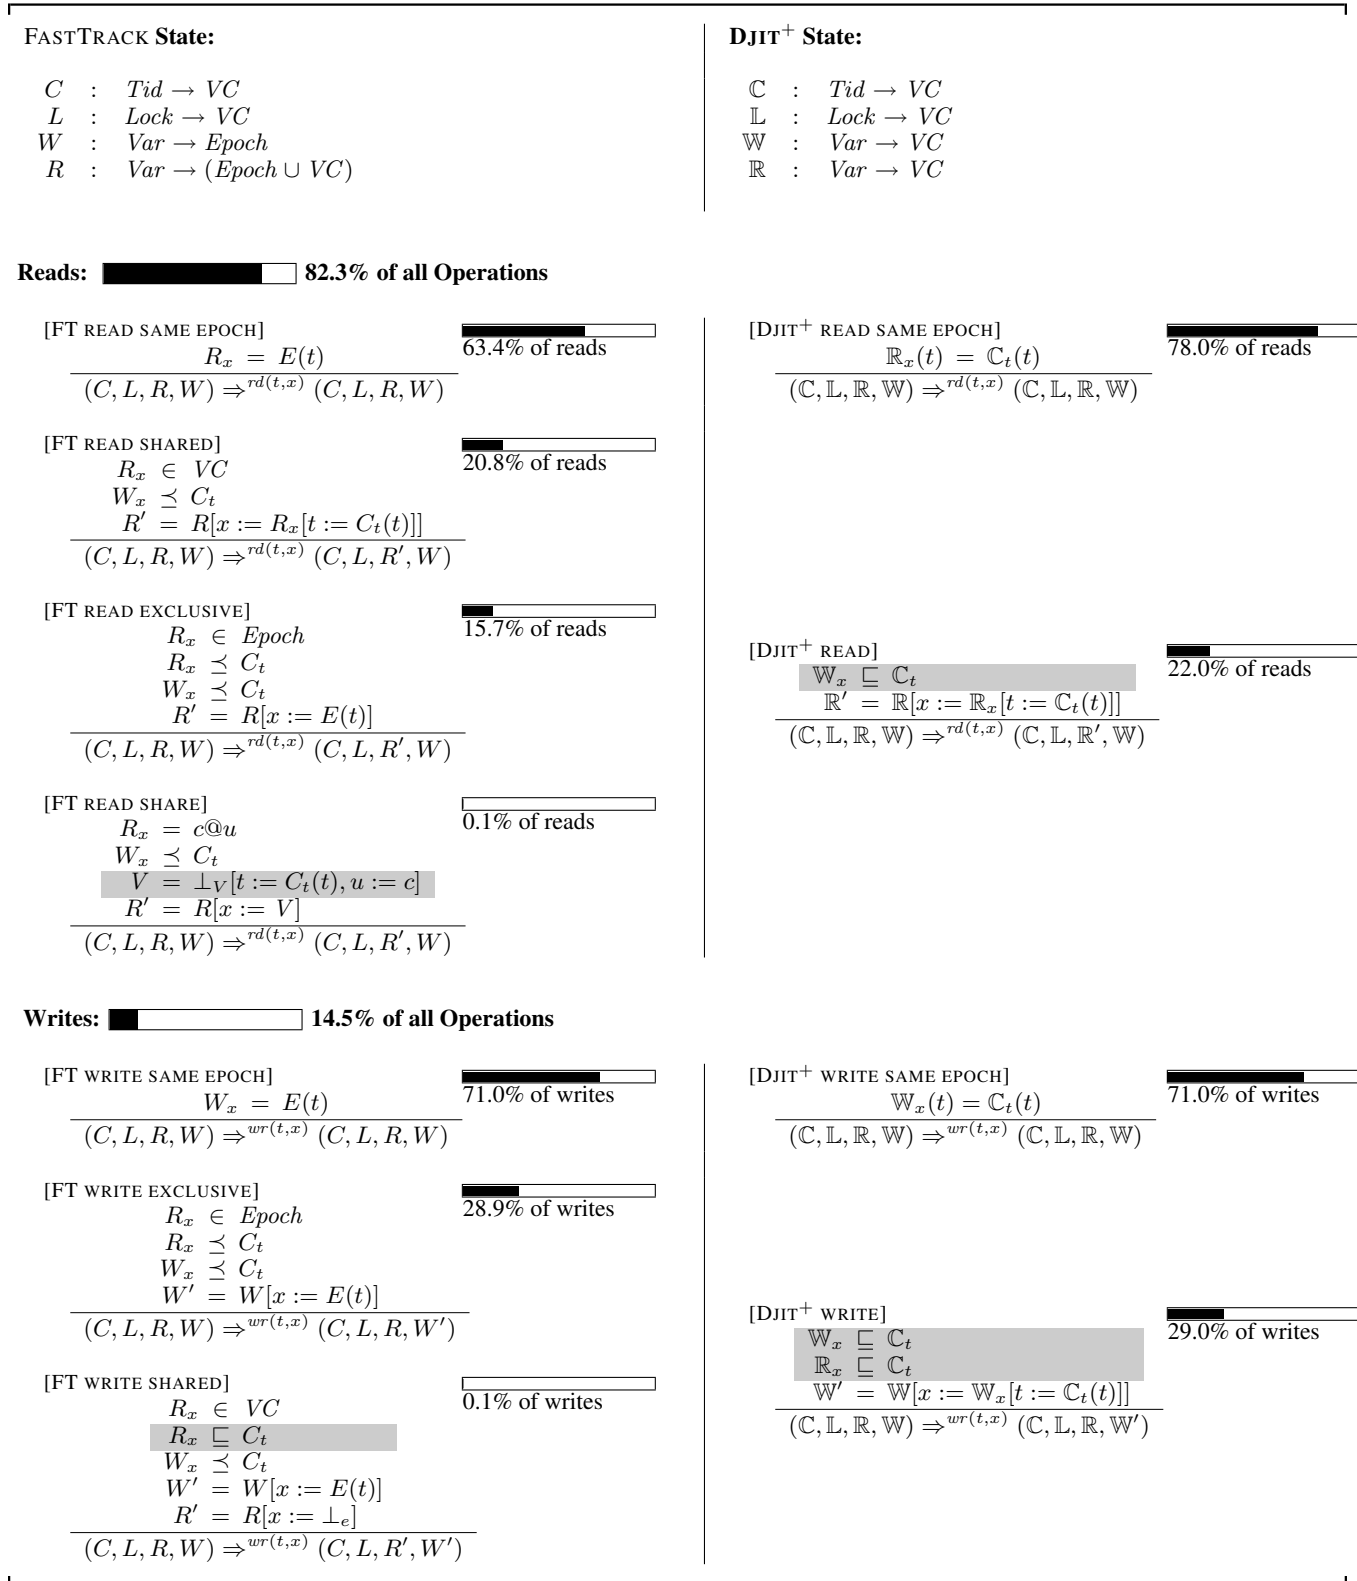 FASTTRACK State:
C : Tid → VC
L : Lock → VC
W : Var → Epoch
R : Var → (Epoch ∪ VC)
DJIT⁺ State:
ℂ : Tid → VC
𝕃 : Lock → VC
𝕎 : Var → VC
ℝ : Var → VC
Reads: 82.3% of all Operations
[FT READ SAME EPOCH]
63.4% of reads
R_x = E(t)
(C, L, R, W) ⇒^{rd(t,x)} (C, L, R, W)
[DJIT⁺ READ SAME EPOCH]
78.0% of reads
ℝ_x(t) = ℂ_t(t)
(ℂ, 𝕃, ℝ, 𝕎) ⇒^{rd(t,x)} (ℂ, 𝕃, ℝ, 𝕎)
[FT READ SHARED]
20.8% of reads
R_x ∈ VC
W_x ⪯ C_t
R′ = R[x := R_x[t := C_t(t)]]
(C, L, R, W) ⇒^{rd(t,x)} (C, L, R′, W)
[FT READ EXCLUSIVE]
15.7% of reads
R_x ∈ Epoch
R_x ⪯ C_t
W_x ⪯ C_t
R′ = R[x := E(t)]
(C, L, R, W) ⇒^{rd(t,x)} (C, L, R′, W)
[DJIT⁺ READ]
22.0% of reads
𝕎_x ⊑ ℂ_t
ℝ′ = ℝ[x := ℝ_x[t := ℂ_t(t)]]
(ℂ, 𝕃, ℝ, 𝕎) ⇒^{rd(t,x)} (ℂ, 𝕃, ℝ′, 𝕎)
[FT READ SHARE]
0.1% of reads
R_x = c@u
W_x ⪯ C_t
V = ⊥_V[t := C_t(t), u := c]
R′ = R[x := V]
(C, L, R, W) ⇒^{rd(t,x)} (C, L, R′, W)
Writes: 14.5% of all Operations
[FT WRITE SAME EPOCH]
71.0% of writes
W_x = E(t)
(C, L, R, W) ⇒^{wr(t,x)} (C, L, R, W)
[DJIT⁺ WRITE SAME EPOCH]
71.0% of writes
𝕎_x(t) = ℂ_t(t)
(ℂ, 𝕃, ℝ, 𝕎) ⇒^{wr(t,x)} (ℂ, 𝕃, ℝ, 𝕎)
[FT WRITE EXCLUSIVE]
28.9% of writes
R_x ∈ Epoch
R_x ⪯ C_t
W_x ⪯ C_t
W′ = W[x := E(t)]
(C, L, R, W) ⇒^{wr(t,x)} (C, L, R, W′)
[DJIT⁺ WRITE]
29.0% of writes
𝕎_x ⊑ ℂ_t
ℝ_x ⊑ ℂ_t
𝕎′ = 𝕎[x := 𝕎_x[t := ℂ_t(t)]]
(ℂ, 𝕃, ℝ, 𝕎) ⇒^{wr(t,x)} (ℂ, 𝕃, ℝ, 𝕎′)
[FT WRITE SHARED]
0.1% of writes
R_x ∈ VC
R_x ⊑ C_t
W_x ⪯ C_t
W′ = W[x := E(t)]
R′ = R[x := ⊥_e]
(C, L, R, W) ⇒^{wr(t,x)} (C, L, R′, W′)